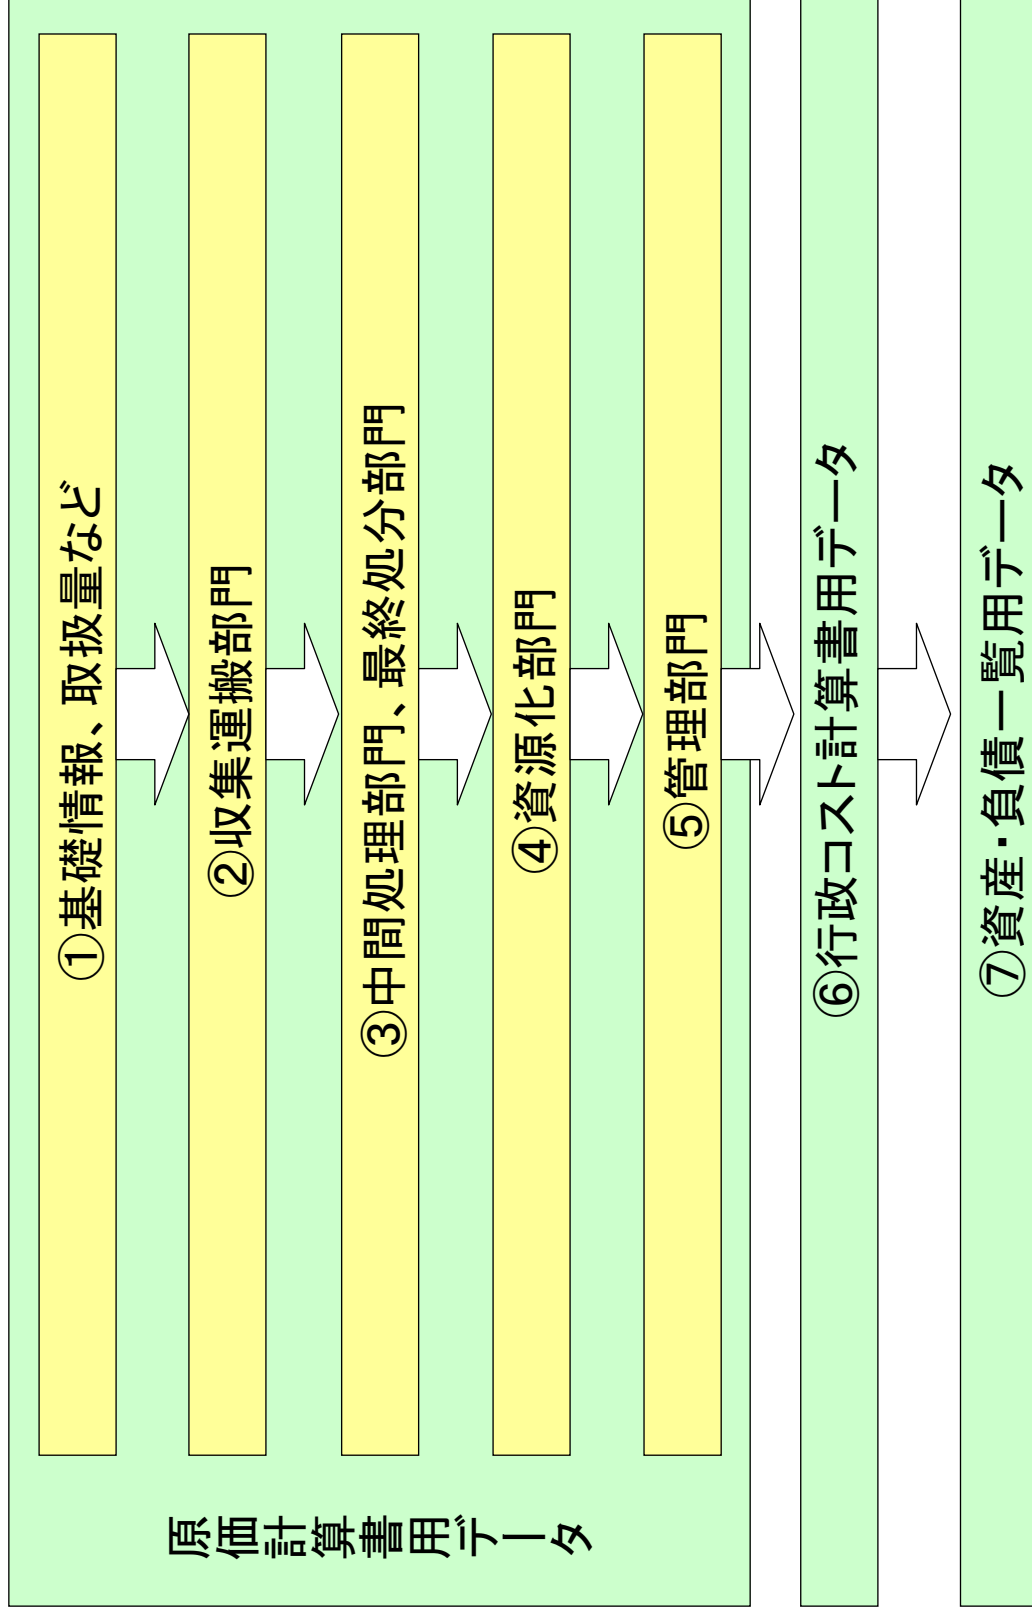 原価計算書用データ
①基礎情報、取扱量など
②収集運搬部門
③中間処理部門、最終処分部門
④資源化部門
⑤管理部門
⑥行政コスト計算書用データ
⑦資産・負債一覧用データ